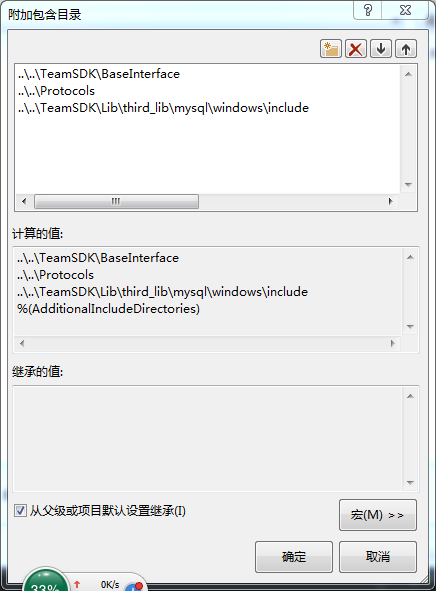 附加包含目录
..\..\TeamSDK\BaseInterface
..\..\Protocols
..\..\TeamSDK\Lib\third_lib\mysql\windows\include
计算的值:
..\..\TeamSDK\BaseInterface
..\..\Protocols
..\..\TeamSDK\Lib\third_lib\mysql\windows\include
%(AdditionalIncludeDirectories)
继承的值:
从父级或项目默认设置继承(I)
宏(M) >>
确定
取消
33%
0K/s